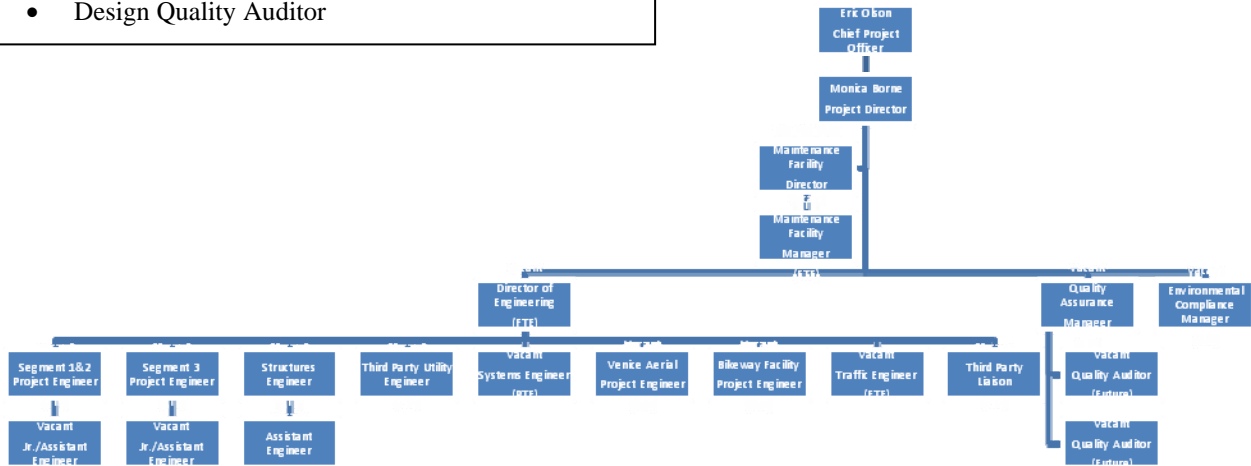 • Design Quality Auditor
Eric Olson
Chief Project
Officer
Monica Borne
Project Director
Maintenance
Facility
Director
Maintenance
Facility
Manager
(FTE)
Director of
Engineering
(FTE)
Vacant
Quality
Assurance
Manager
Environmental
Compliance
Manager
Segment 1&2
Project Engineer
Segment 3
Project Engineer
Structures
Engineer
Third Party Utility
Engineer
Vacant
Systems Engineer
Venice Aerial
Project Engineer
Bikeway Facility
Project Engineer
Vacant
Traffic Engineer
(FTE)
Third Party
Liaison
Vacant
Quality Auditor
(Future)
Vacant
Jr./Assistant
Engineer
Vacant
Jr./Assistant
Engineer
Assistant
Engineer
Vacant
Quality Auditor
(Future)